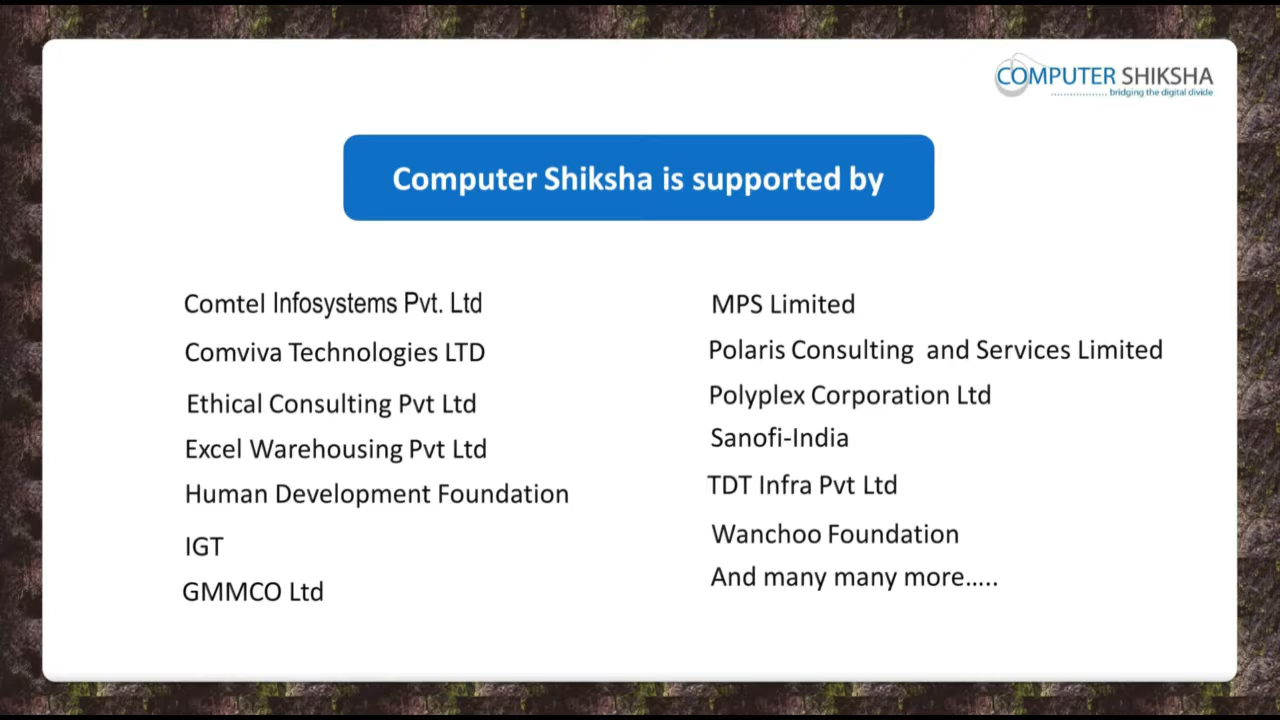 COMPUTER SHIKSHA
bridging the digital divide
Computer Shiksha is supported by
Comtel Infosystems Pvt. Ltd
Comviva Technologies LTD
Ethical Consulting Pvt Ltd
Excel Warehousing Pvt Ltd
Human Development Foundation
IGT
GMMCO Ltd
MPS Limited
Polaris Consulting and Services Limited
Polyplex Corporation Ltd
Sanofi-India
TDT Infra Pvt Ltd
Wanchoo Foundation
And many many more.....